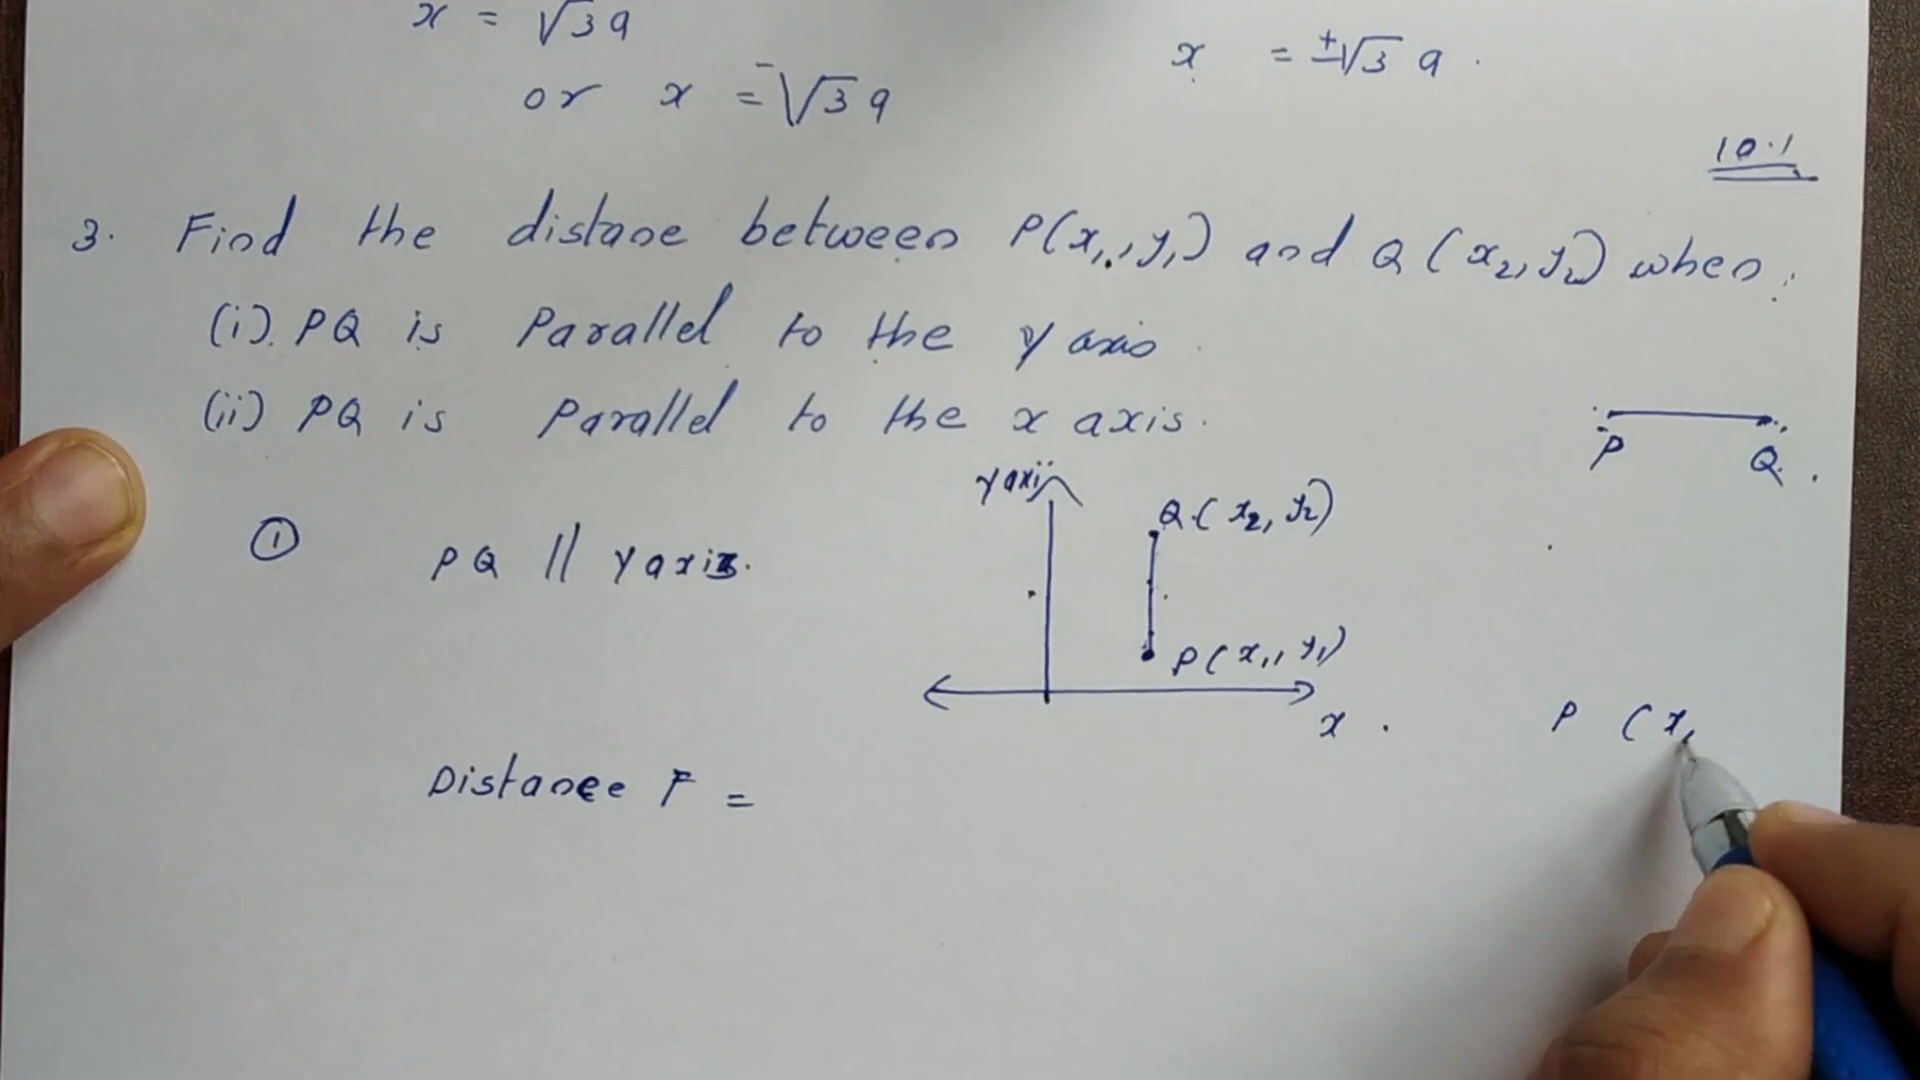 x = √3 a
or x = -√3 a
x = ±√3 a .
10.1
3. Find the distane between P(x₁, y₁) and Q (x₂, y₂) when:
(i). PQ is Parallel to the y axis.
(ii) PQ is Parallel to the x axis.
P Q.
① PQ // Y axis.
Y axis
Q.( x₂, y₂)
P( x₁, y₁)
x .
P ( x₁
Distance F =